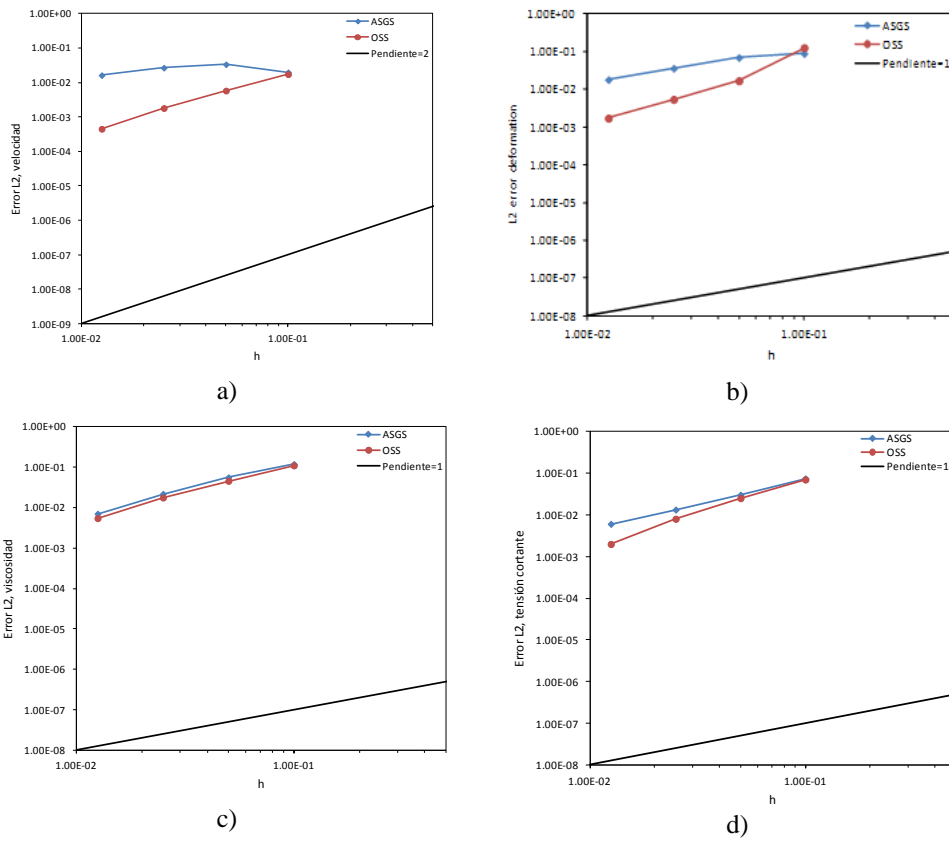 1.00E+00
1.00E-01
1.00E-02
1.00E-03
1.00E-04
1.00E-05
1.00E-06
1.00E-07
1.00E-08
1.00E-09
Error L2, velocidad
ASGS
OSS
Pendiente=2
1.00E-02
1.00E-01
h
a)
1.00E+00
1.00E-01
1.00E-02
1.00E-03
1.00E-04
1.00E-05
1.00E-06
1.00E-07
1.00E-08
L2 error deformation
ASGS
OSS
Pendiente=1
1.00E-02
1.00E-01
h
b)
1.00E+00
1.00E-01
1.00E-02
1.00E-03
1.00E-04
1.00E-05
1.00E-06
1.00E-07
1.00E-08
Error L2, viscosidad
ASGS
OSS
Pendiente=1
1.00E-02
1.00E-01
h
c)
1.00E+00
1.00E-01
1.00E-02
1.00E-03
1.00E-04
1.00E-05
1.00E-06
1.00E-07
1.00E-08
Error L2, tensión cortante
ASGS
OSS
Pendiente=1
1.00E-02
1.00E-01
h
d)